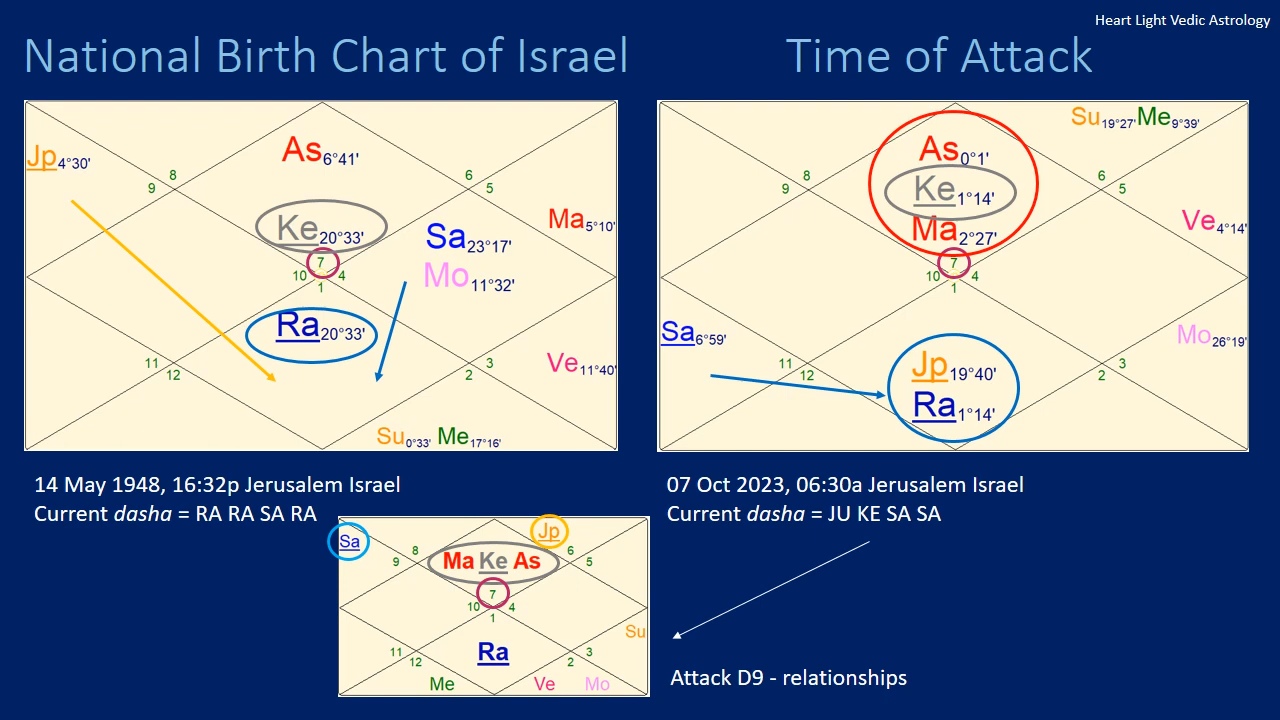 Heart Light Vedic Astrology
National Birth Chart of Israel
Time of Attack
Jp4°30'
As6°41'
8
9
6
5
Ke20°33'
Ma5°10'
Sa23°17'
Mo11°32'
7
10
4
1
Ra20°33'
11
12
3
2
Ve11°40'
Su0°33' Me17°16'
Su19°27' Me9°39'
As0°1'
8
9
6
5
Ke1°14'
Ma2°27'
Ve4°14'
7
10
4
1
Sa6°59'
Mo26°19'
11
12
3
2
Jp19°40'
Ra1°14'
14 May 1948, 16:32p Jerusalem Israel
Current dasha = RA RA SA RA
07 Oct 2023, 06:30a Jerusalem Israel
Current dasha = JU KE SA SA
Sa
Jp
8
9
6
5
Ma Ke As
7
10
4
1
Su
Ra
11
12
3
2
Me
Ve
Mo
Attack D9 - relationships